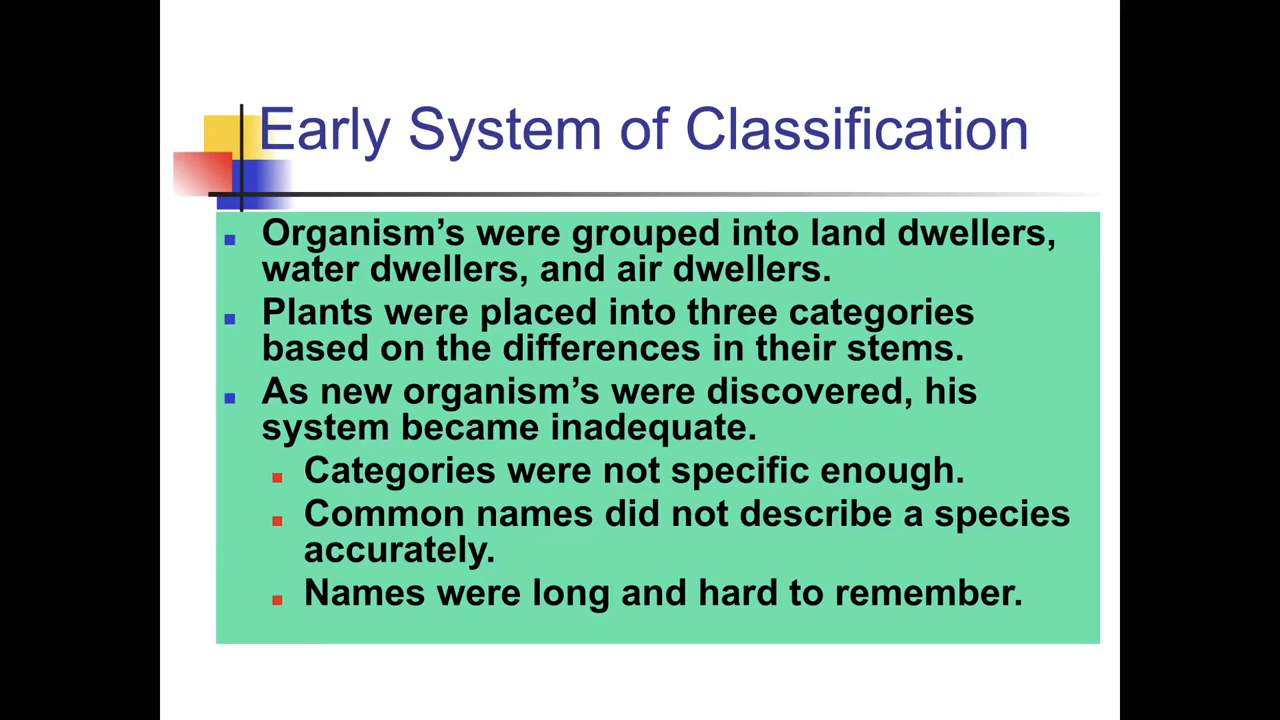 Early System of Classification
Organism’s were grouped into land dwellers,
water dwellers, and air dwellers.
Plants were placed into three categories
based on the differences in their stems.
As new organism’s were discovered, his
system became inadequate.
Categories were not specific enough.
Common names did not describe a species
accurately.
Names were long and hard to remember.